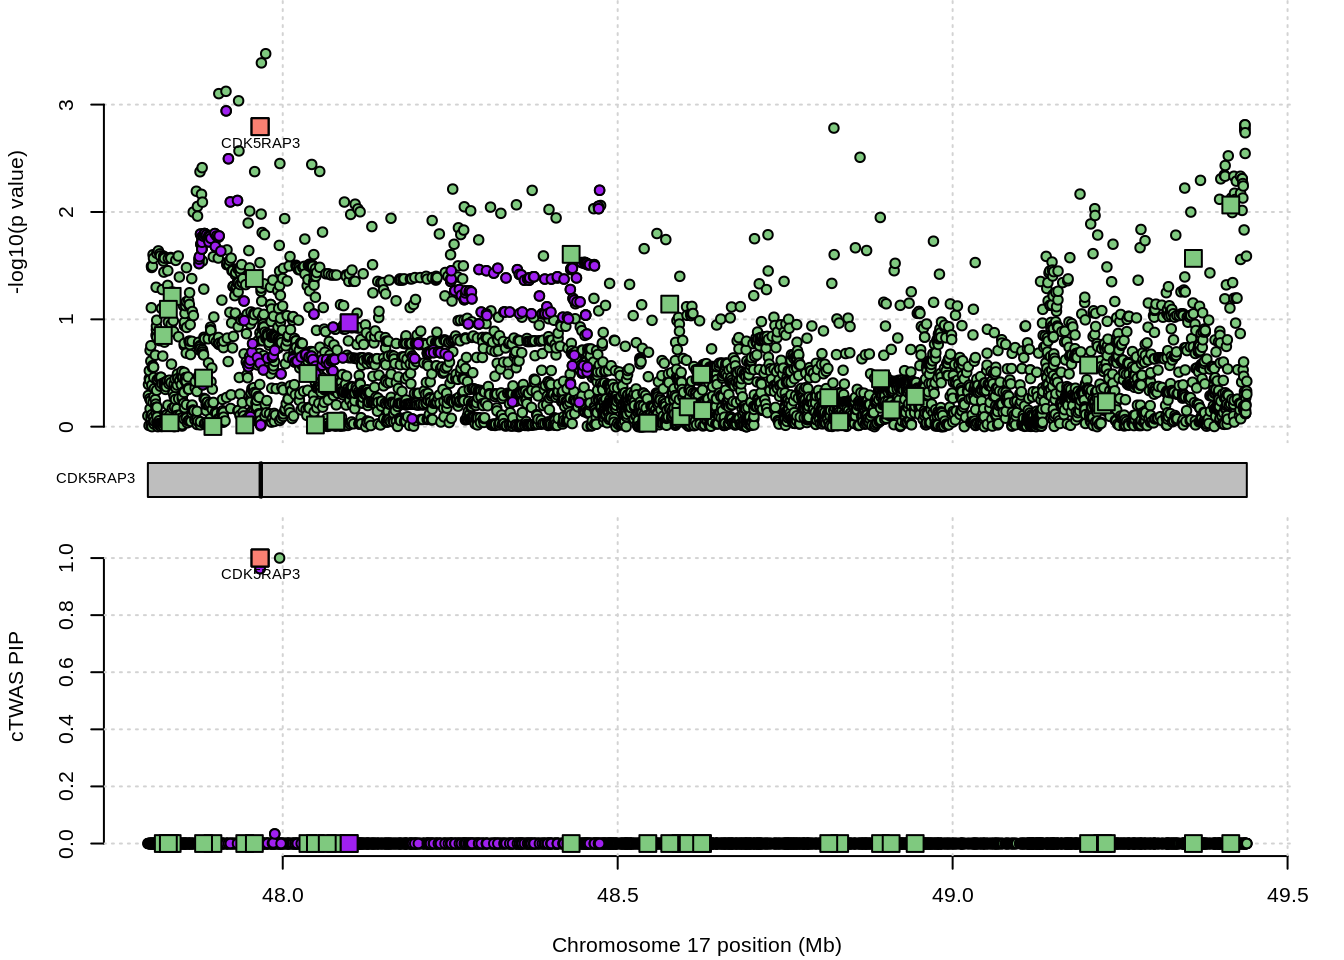 -log10(p value)
3
2
1
0
CDK5RAP3
CDK5RAP3
cTWAS PIP
1.0
0.8
0.6
0.4
0.2
0.0
CDK5RAP3
48.0 48.5 49.0 49.5
Chromosome 17 position (Mb)